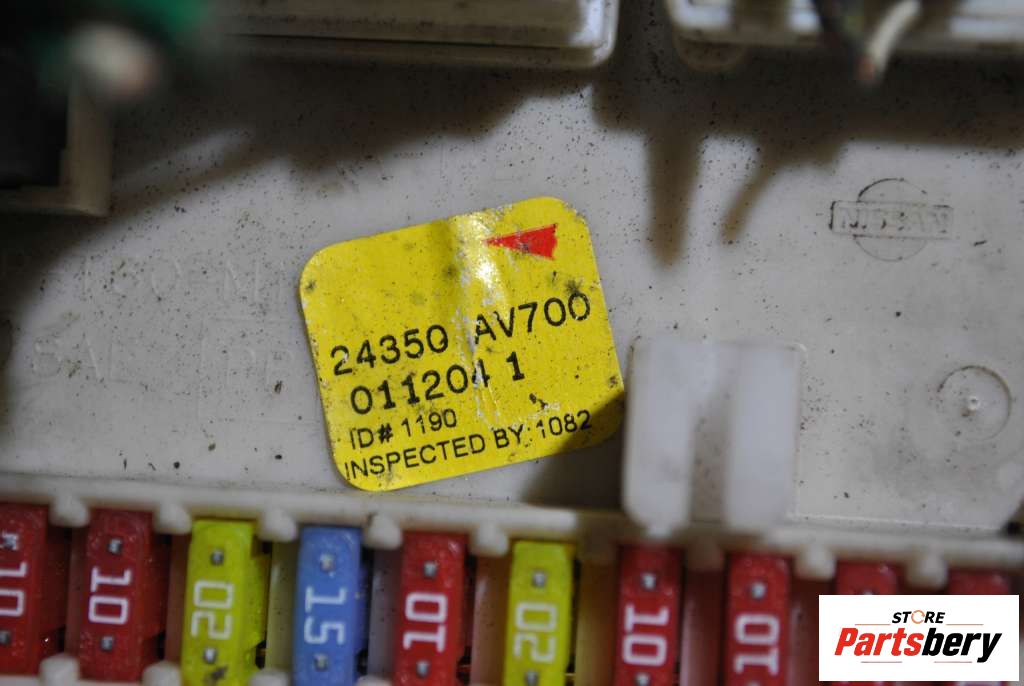 NISSAN
24350 AV700
011204 1
ID# 1190
INSPECTED BY: 1082
10 10 20 15 10 20 10 10
STORE
Partsbery